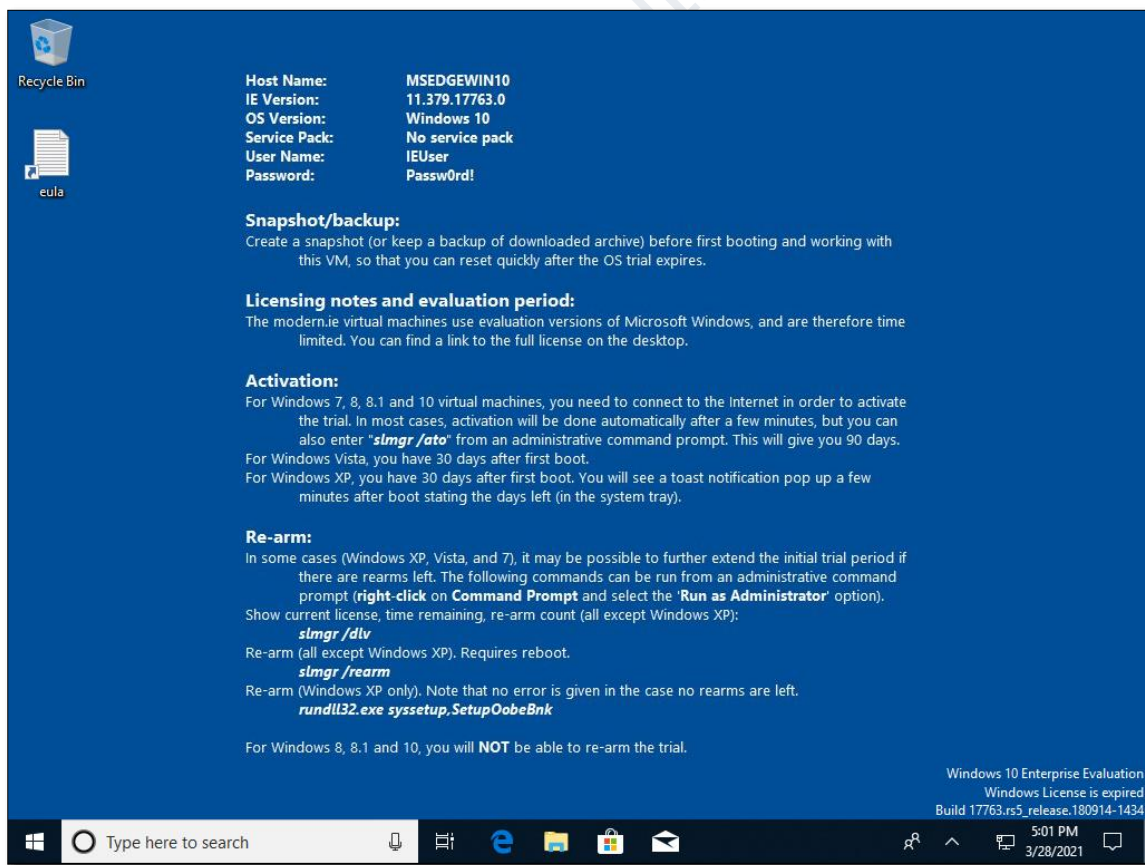 Recycle Bin
eula
Host Name: MSEDGEWIN10
IE Version: 11.379.17763.0
OS Version: Windows 10
Service Pack: No service pack
User Name: IEUser
Password: Passw0rd!
Snapshot/backup:
Create a snapshot (or keep a backup of downloaded archive) before first booting and working with
this VM, so that you can reset quickly after the OS trial expires.
Licensing notes and evaluation period:
The modern.ie virtual machines use evaluation versions of Microsoft Windows, and are therefore time
limited. You can find a link to the full license on the desktop.
Activation:
For Windows 7, 8, 8.1 and 10 virtual machines, you need to connect to the Internet in order to activate
the trial. In most cases, activation will be done automatically after a few minutes, but you can
also enter "slmgr /ato" from an administrative command prompt. This will give you 90 days.
For Windows Vista, you have 30 days after first boot.
For Windows XP, you have 30 days after first boot. You will see a toast notification pop up a few
minutes after boot stating the days left (in the system tray).
Re-arm:
In some cases (Windows XP, Vista, and 7), it may be possible to further extend the initial trial period if
there are rearms left. The following commands can be run from an administrative command
prompt (right-click on Command Prompt and select the 'Run as Administrator' option).
Show current license, time remaining, re-arm count (all except Windows XP):
slmgr /dlv
Re-arm (all except Windows XP). Requires reboot.
slmgr /rearm
Re-arm (Windows XP only). Note that no error is given in the case no rearms are left.
rundll32.exe syssetup,SetupOobeBnk
For Windows 8, 8.1 and 10, you will NOT be able to re-arm the trial.
Windows 10 Enterprise Evaluation
Windows License is expired
Build 17763.rs5_release.180914-1434
Type here to search
5:01 PM
3/28/2021